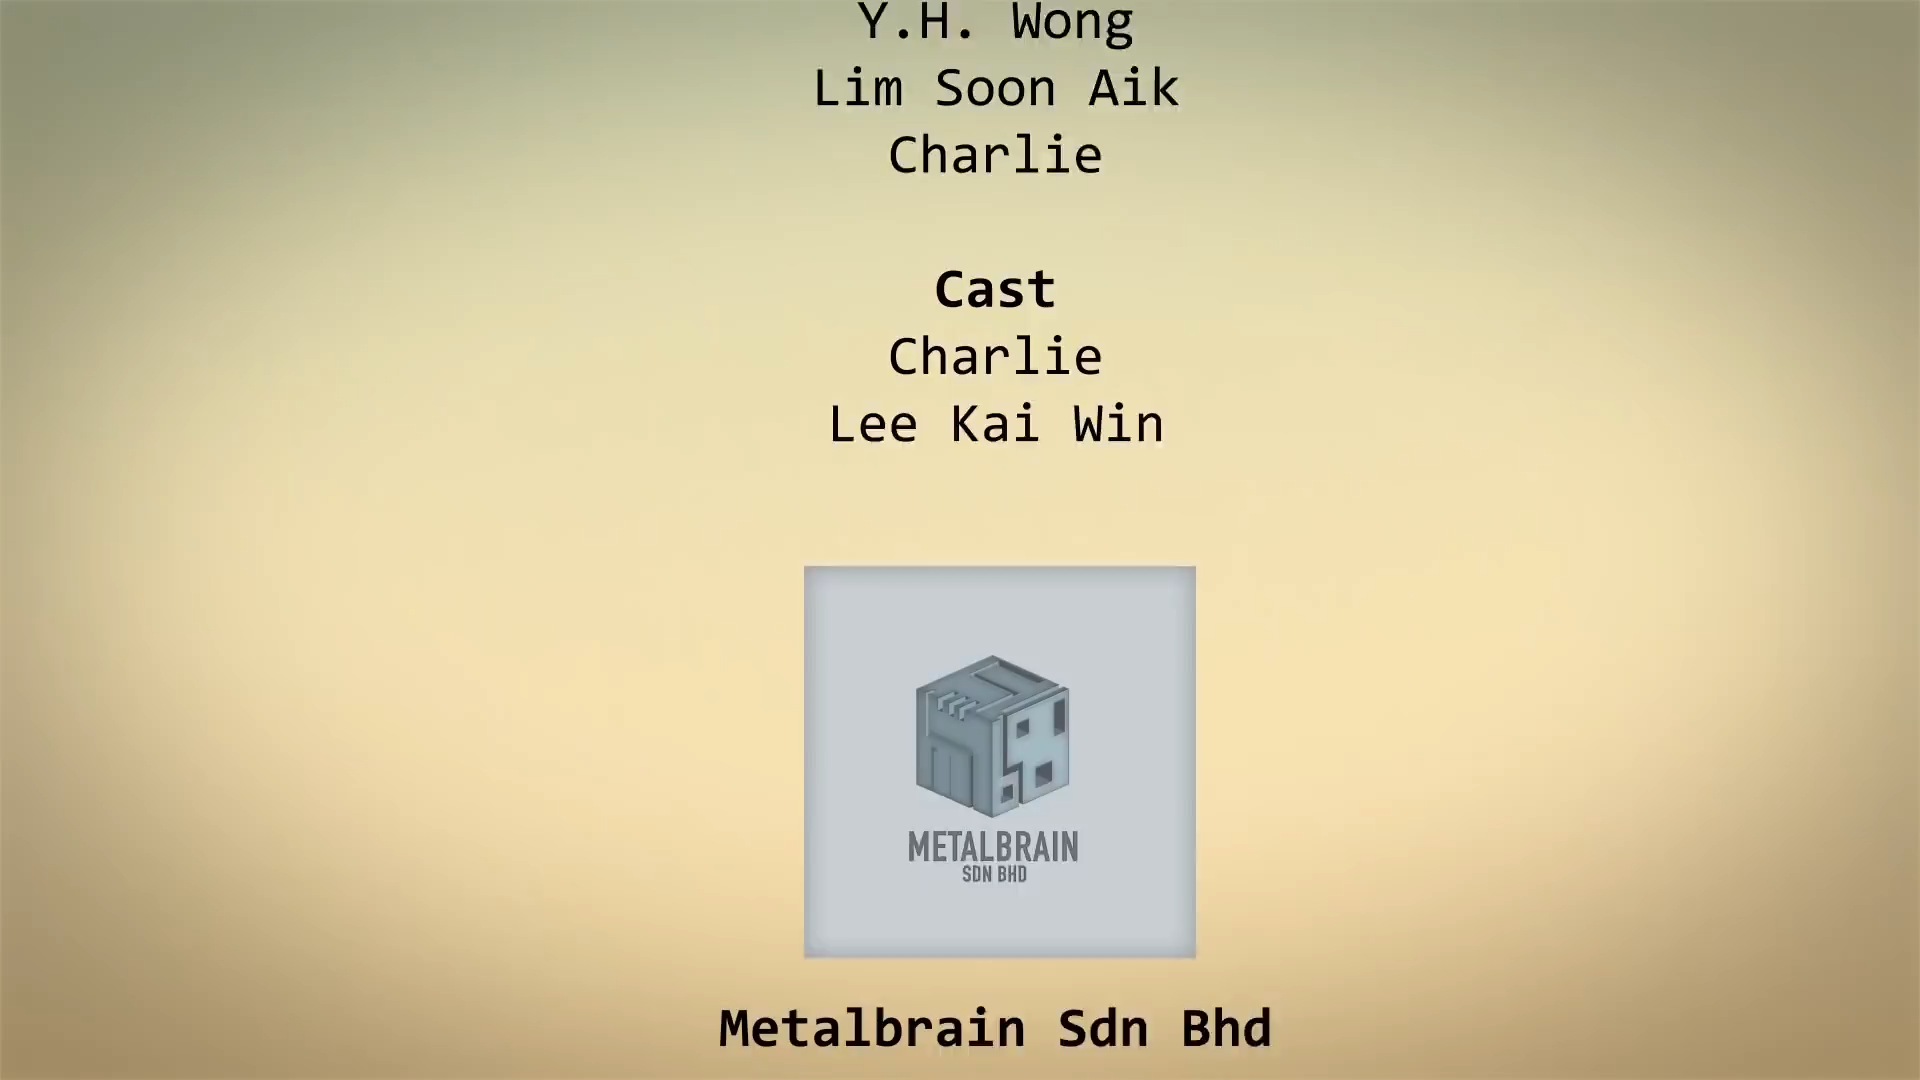 Y.H. Wong
Lim Soon Aik
Charlie
Cast
Charlie
Lee Kai Win
METALBRAIN
SDN BHD
Metalbrain Sdn Bhd